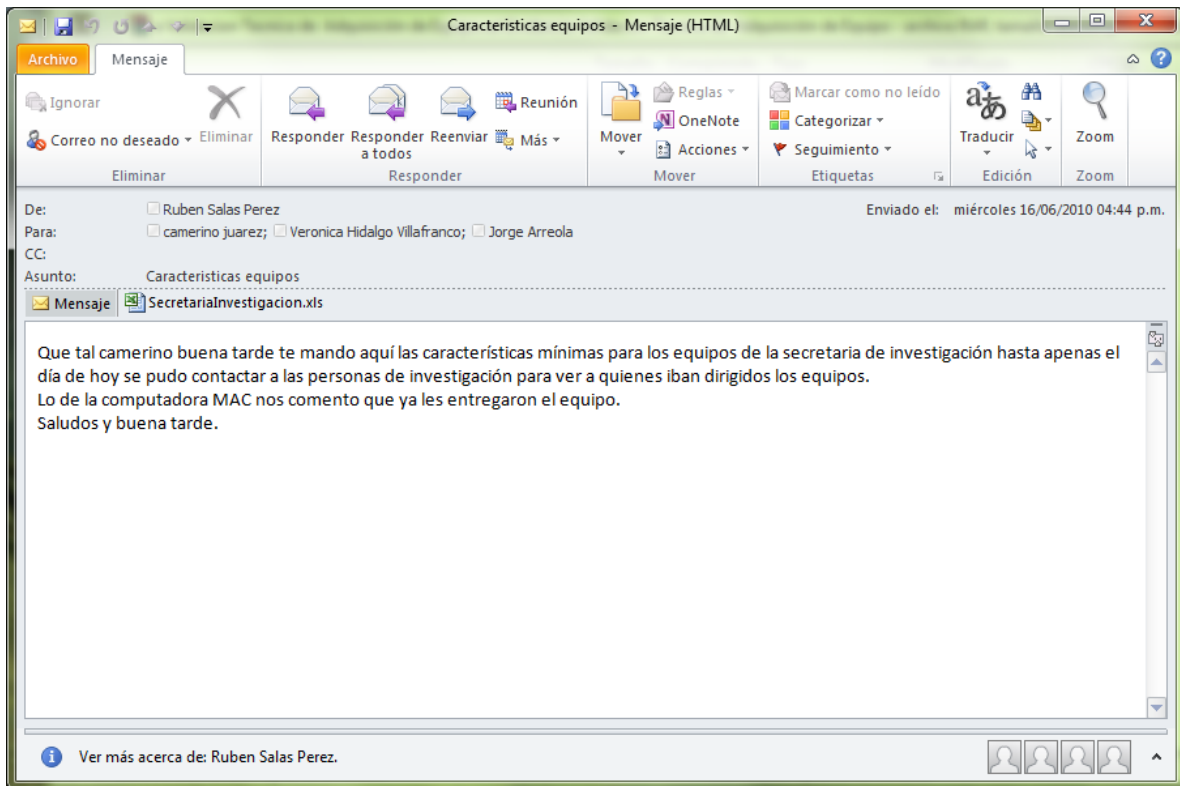 Caracteristicas equipos - Mensaje (HTML)
Archivo Mensaje
Ignorar
Correo no deseado
Eliminar
Eliminar
Responder
Responder a todos
Reenviar
Reunión
Más
Responder
Mover
Reglas
OneNote
Acciones
Mover
Marcar como no leído
Categorizar
Seguimiento
Etiquetas
Traducir
Edición
Zoom
Zoom
De: Ruben Salas Perez Enviado el: miércoles 16/06/2010 04:44 p.m.
Para: camerino juarez; Veronica Hidalgo Villafranco; Jorge Arreola
CC:
Asunto: Caracteristicas equipos
Mensaje SecretariaInvestigacion.xls
Que tal camerino buena tarde te mando aquí las características mínimas para los equipos de la secretaria de investigación hasta apenas el
día de hoy se pudo contactar a las personas de investigación para ver a quienes iban dirigidos los equipos.
Lo de la computadora MAC nos comento que ya les entregaron el equipo.
Saludos y buena tarde.
Ver más acerca de: Ruben Salas Perez.